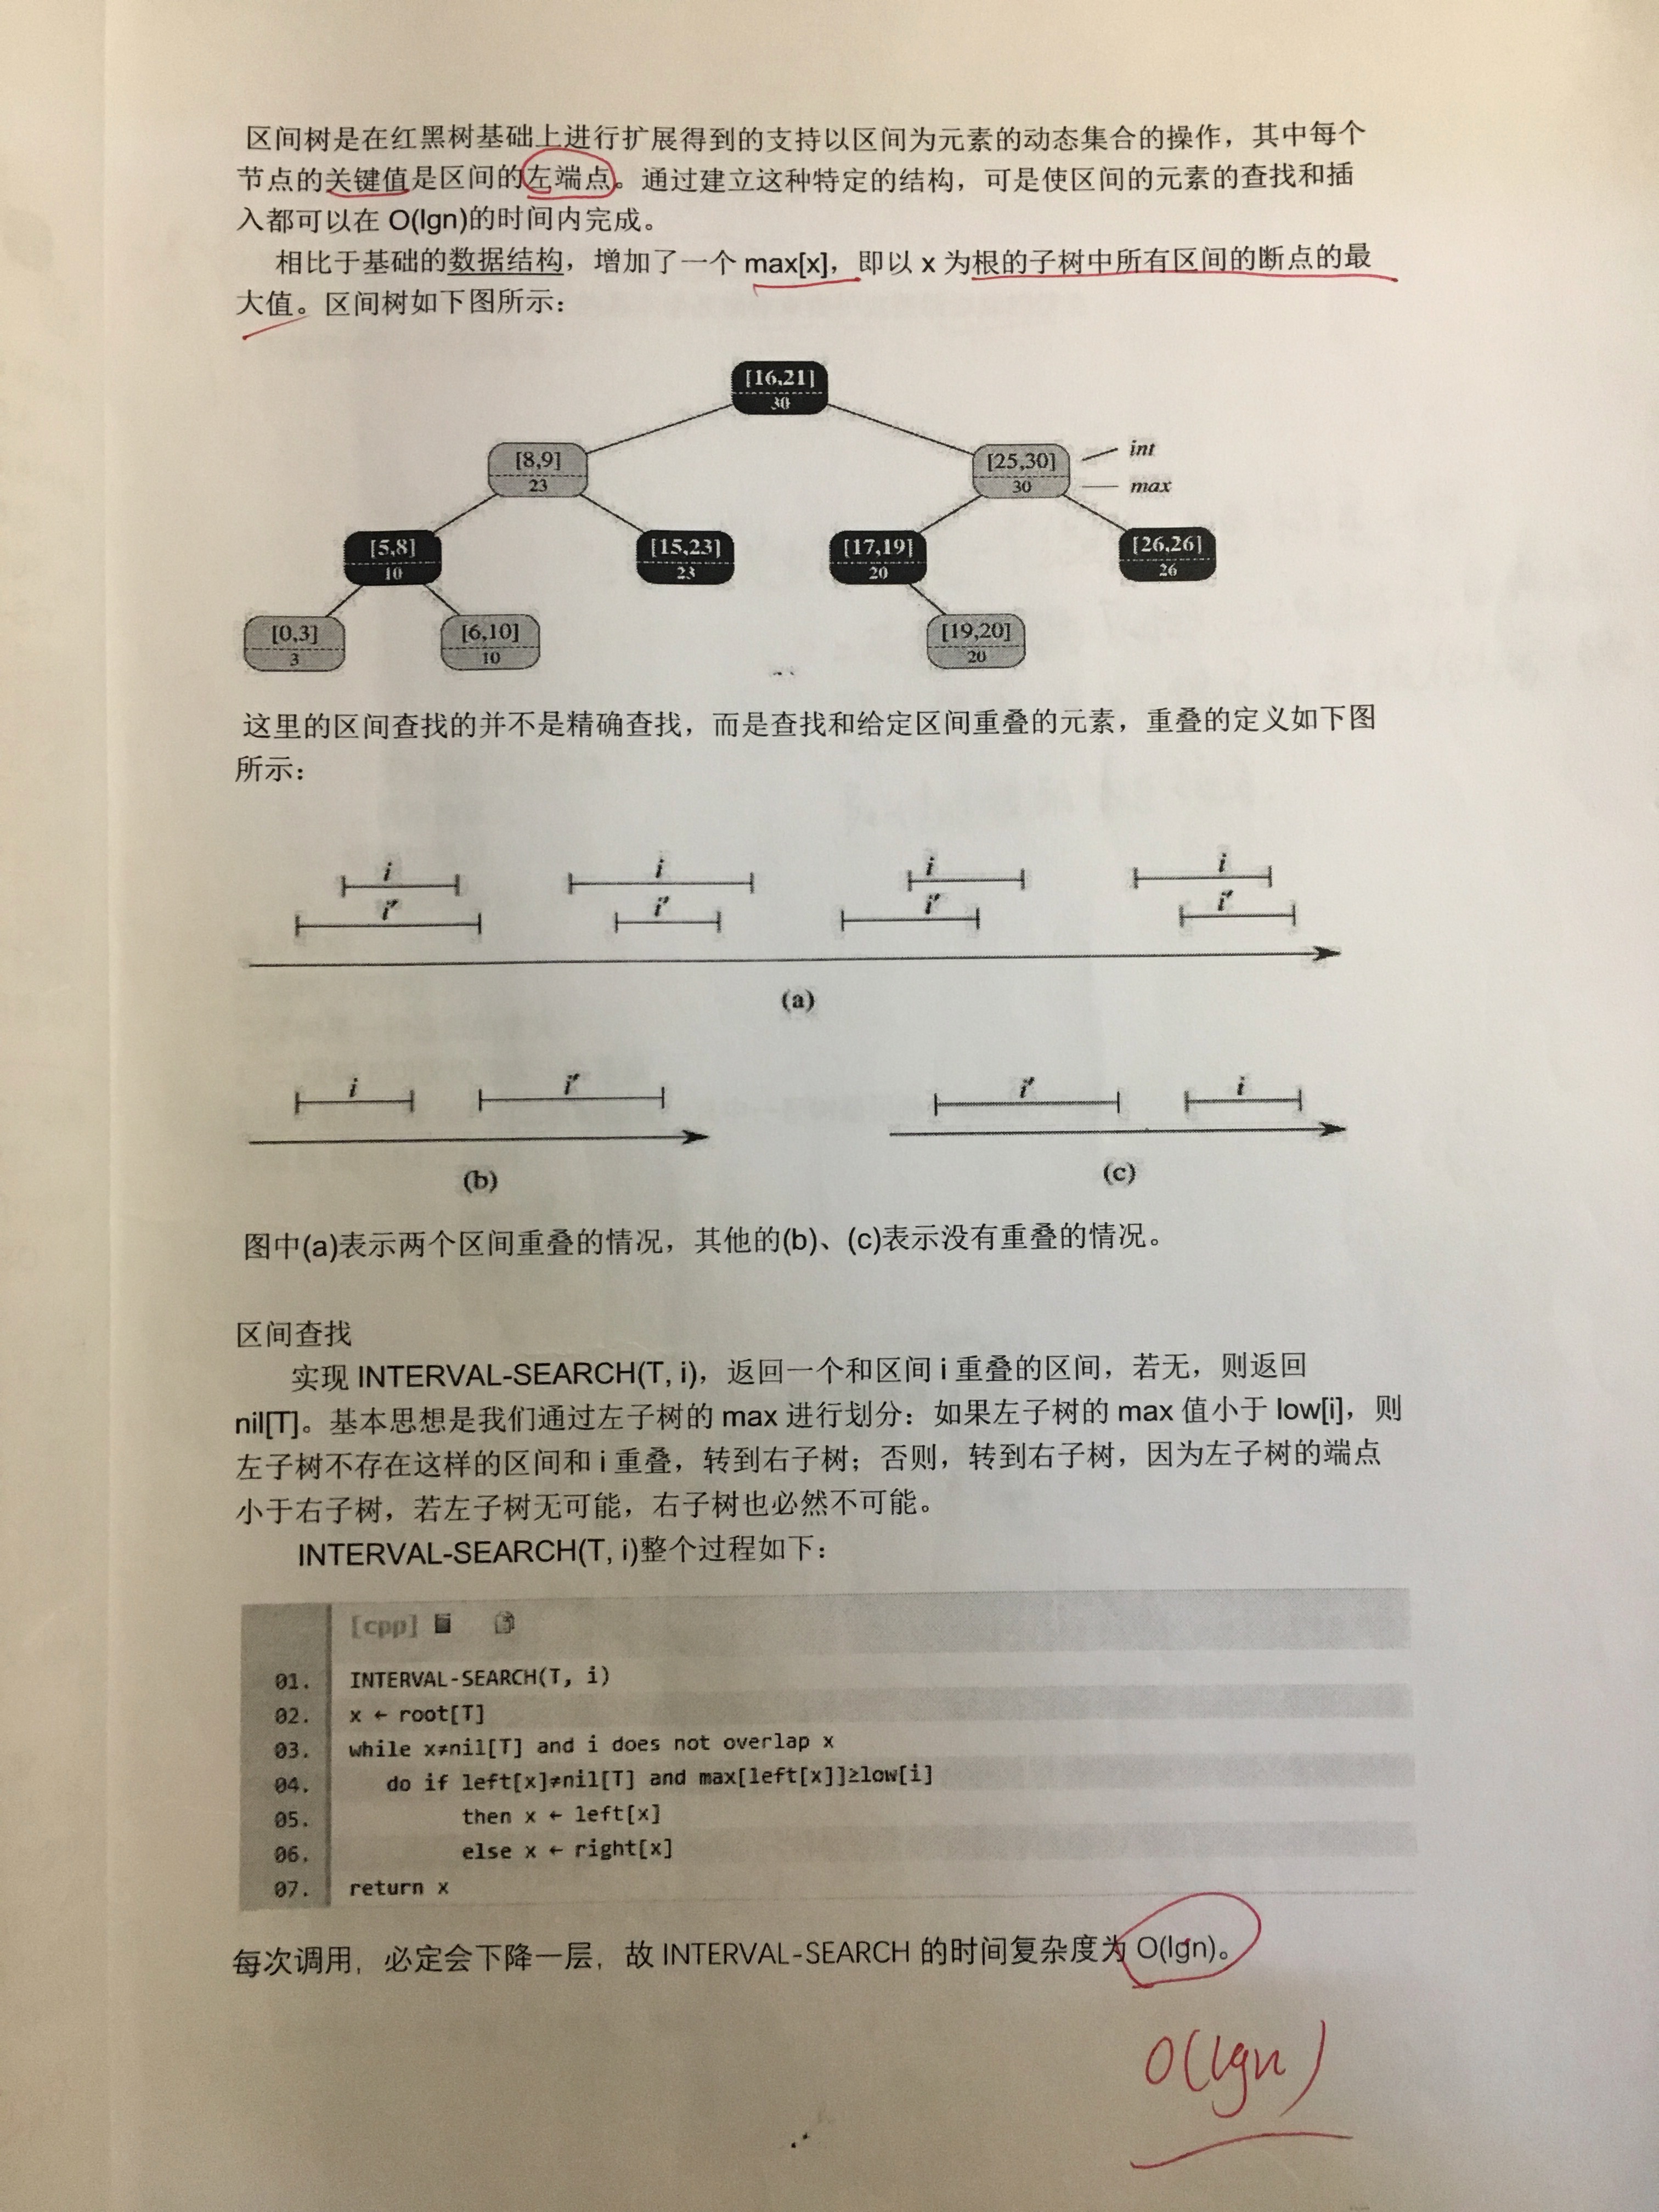 区间树是在红黑树基础上进行扩展得到的支持以区间为元素的动态集合的操作，其中每个
节点的关键值是区间的左端点。通过建立这种特定的结构，可是使区间的元素的查找和插
入都可以在 O(lgn)的时间内完成。
相比于基础的数据结构，增加了一个 max[x]，即以 x 为根的子树中所有区间的断点的最
大值。区间树如下图所示：
[16,21]
30
[8,9]
23
[25,30]
30
int
max
[5,8]
10
[15,23]
23
[17,19]
20
[26,26]
26
[0,3]
3
[6,10]
10
[19,20]
20
这里的区间查找的并不是精确查找，而是查找和给定区间重叠的元素，重叠的定义如下图
所示：
i i i i
i' i' i' i'
(a)
i i' i' i
(b) (c)
图中(a)表示两个区间重叠的情况，其他的(b)、(c)表示没有重叠的情况。
区间查找
实现 INTERVAL-SEARCH(T, i)，返回一个和区间 i 重叠的区间，若无，则返回
nil[T]。基本思想是我们通过左子树的 max 进行划分：如果左子树的 max 值小于 low[i]，则
左子树不存在这样的区间和 i 重叠，转到右子树；否则，转到右子树，因为左子树的端点
小于右子树，若左子树无可能，右子树也必然不可能。
INTERVAL-SEARCH(T, i)整个过程如下：
[cpp]
01. INTERVAL-SEARCH(T, i)
02. x ← root[T]
03. while x≠nil[T] and i does not overlap x
04. do if left[x]≠nil[T] and max[left[x]]≥low[i]
05. then x ← left[x]
06. else x ← right[x]
07. return x
每次调用，必定会下降一层，故 INTERVAL-SEARCH 的时间复杂度为 O(lgn)。
O(lgn)